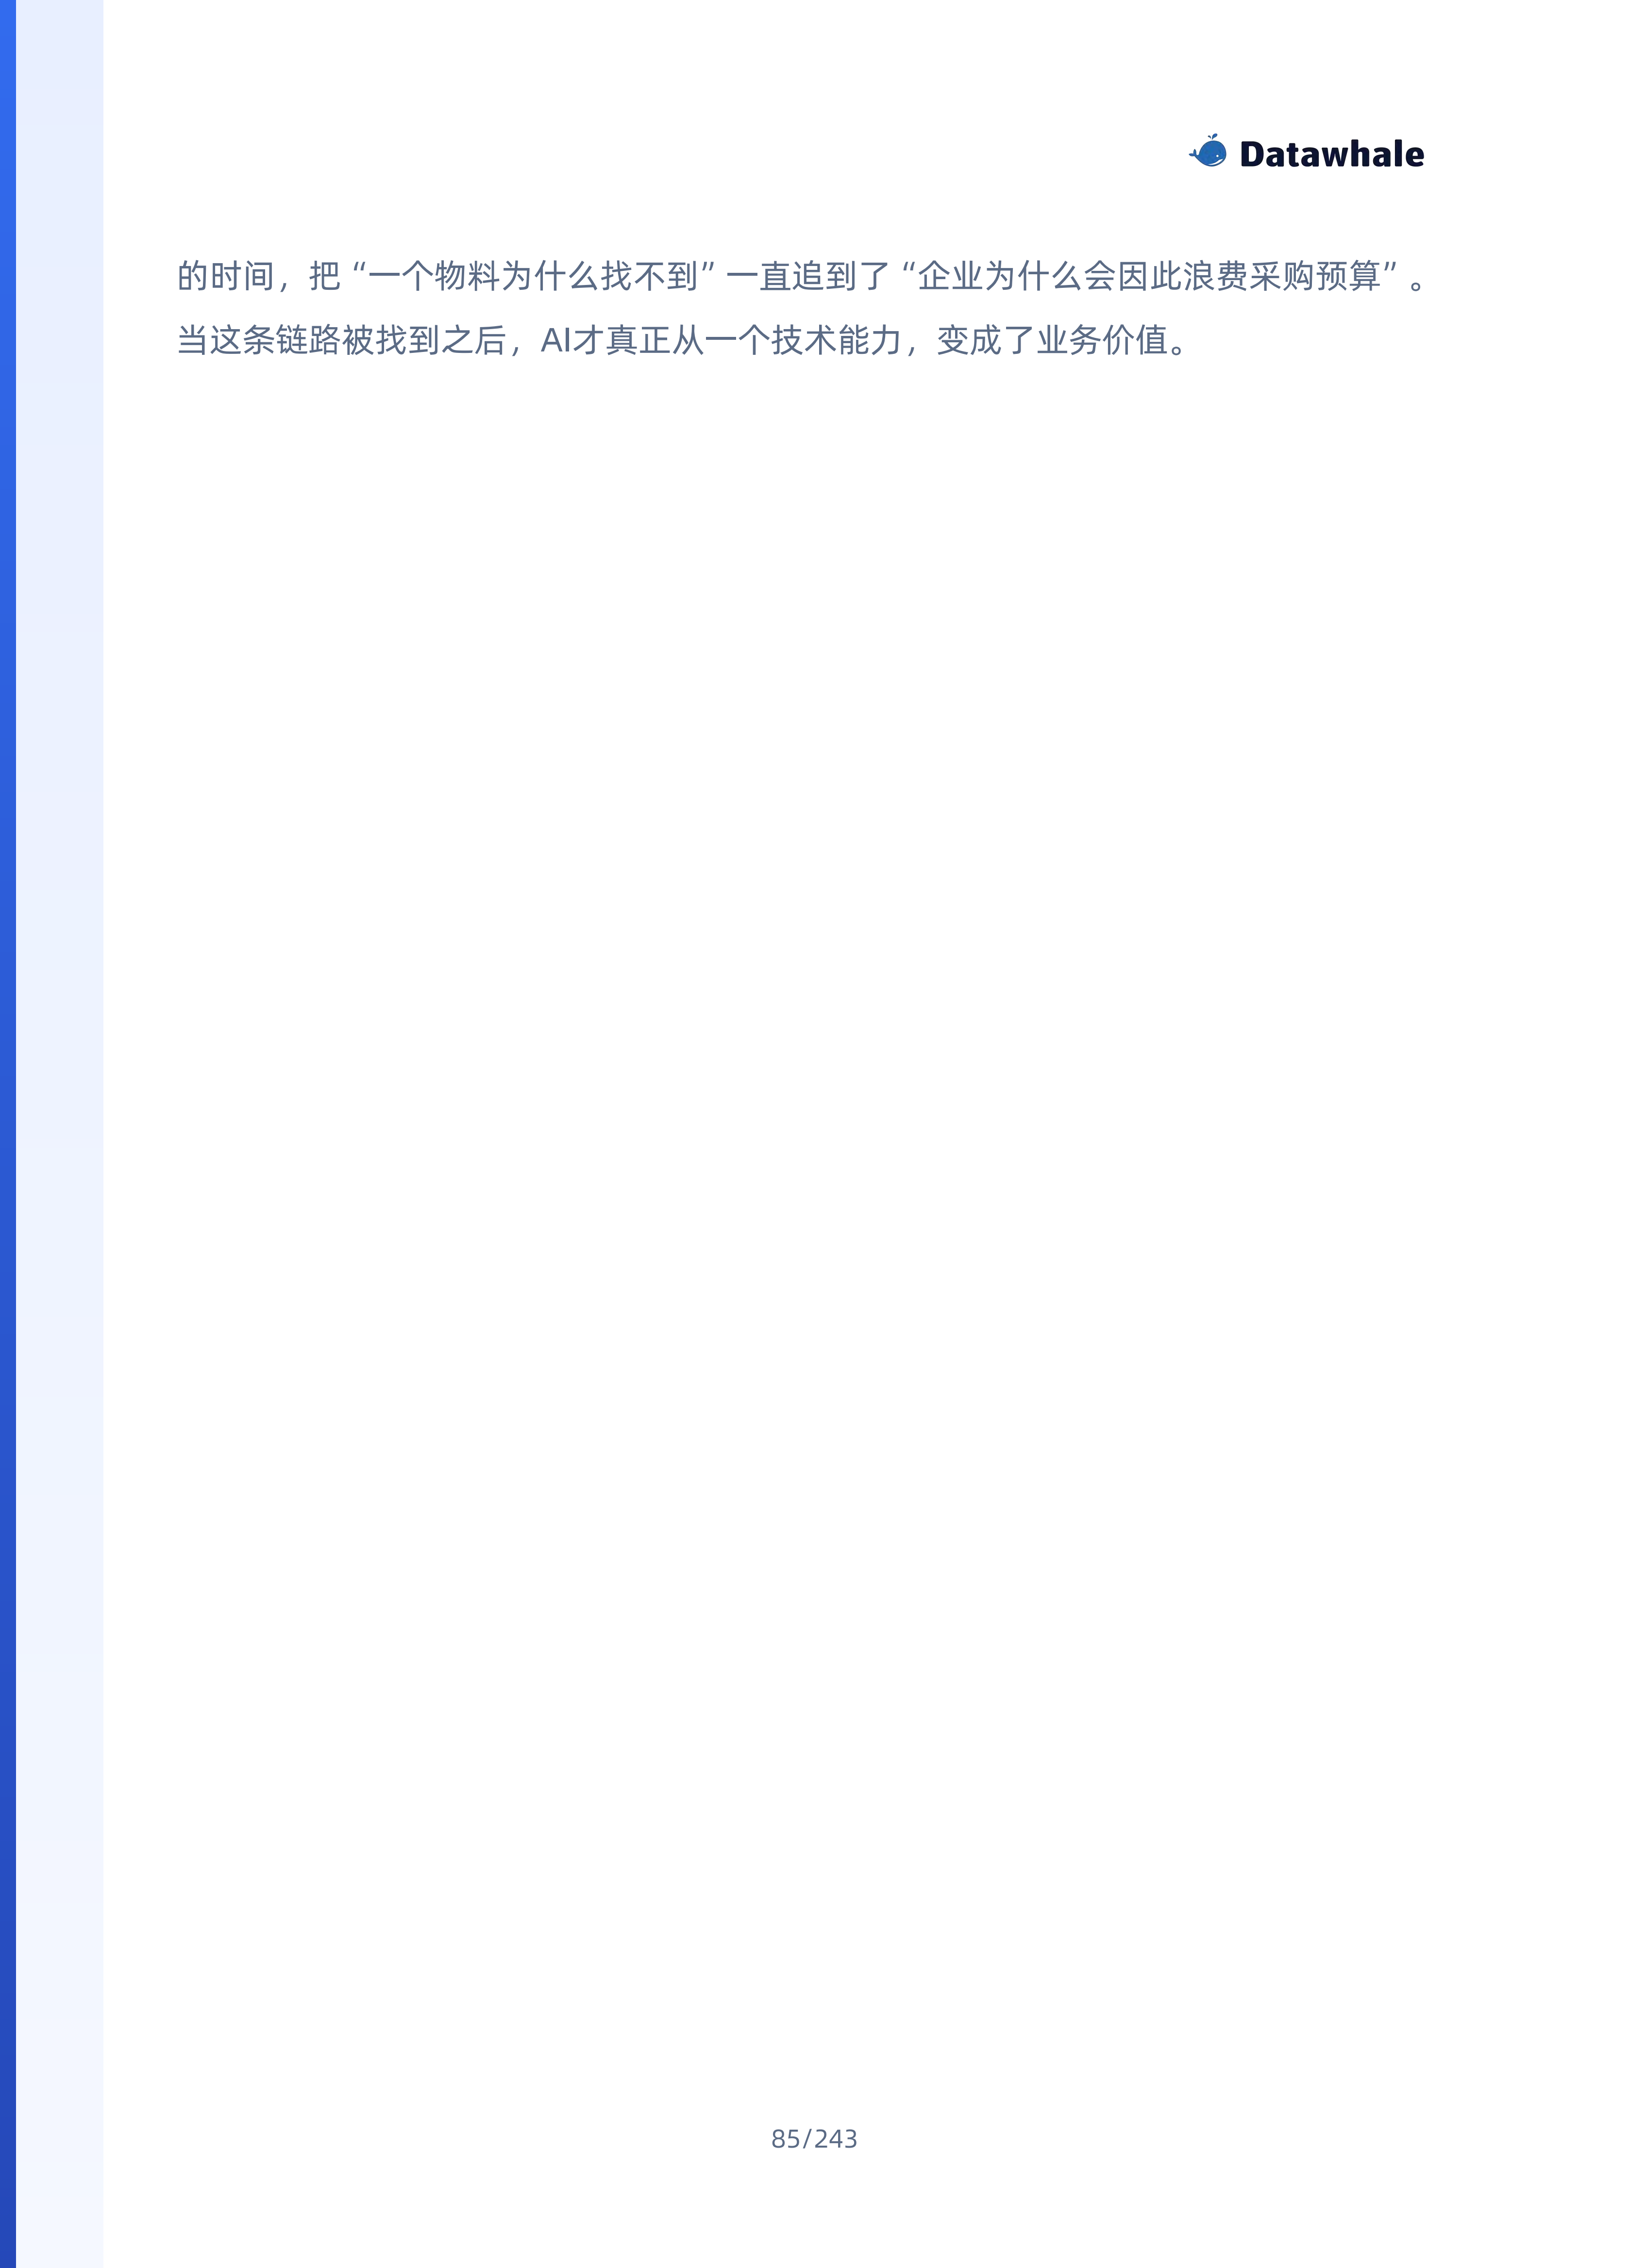 Datawhale
的时间，把“一个物料为什么找不到”一直追到了“企业为什么会因此浪费采购预算”。
当这条链路被找到之后，AI才真正从一个技术能力，变成了业务价值。
85/243